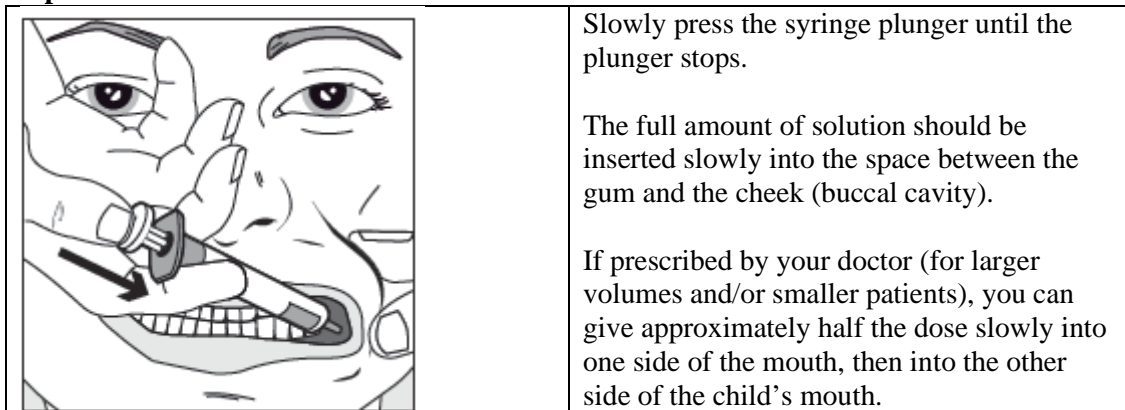 Slowly press the syringe plunger until the
plunger stops.
The full amount of solution should be
inserted slowly into the space between the
gum and the cheek (buccal cavity).
If prescribed by your doctor (for larger
volumes and/or smaller patients), you can
give approximately half the dose slowly into
one side of the mouth, then into the other
side of the child’s mouth.